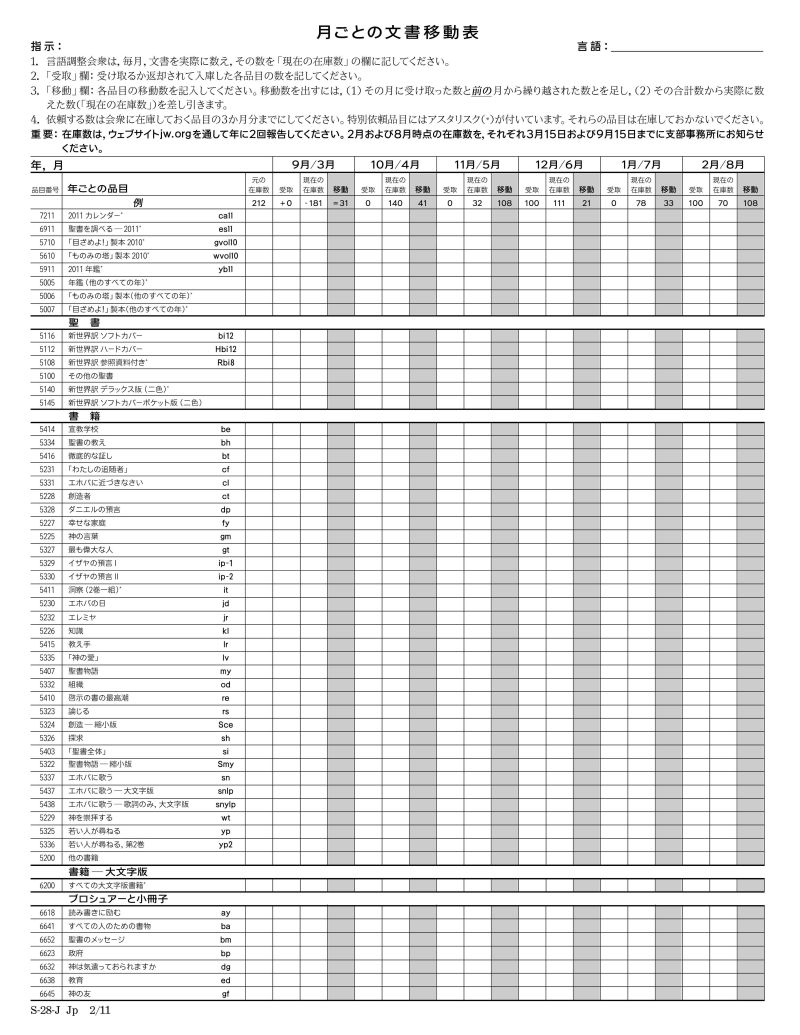 月ごとの文書移動表
指示： 言語：
1. 言語調整会衆は，毎月，文書を実際に数え，その数を「現在の在庫数」の欄に記してください。
2. 「受取」欄：受け取るか返却されて入庫した各品目の数を記してください。
3. 「移動」欄：各品目の移動数を記入してください。移動数を出すには，（1）その月に受け取った数と前の月から繰り越された数とを足し，（2）その合計数から実際に数
えた数（「現在の在庫数」）を差し引きます。
4. 依頼する数は会衆に在庫しておく品目の3か月分までにしてください。特別依頼品目にはアスタリスク（*）が付いています。それらの品目は在庫しておかないでください。
重要：在庫数は，ウェブサイトjw.orgを通して年に2回報告してください。2月および8月時点の在庫数を，それぞれ3月15日および9月15日までに支部事務所にお知らせ
ください。
年，月 9月/3月 10月/4月 11月/5月 12月/6月 1月/7月 2月/8月
品目番号 年ごとの品目 元の在庫数 受取 現在の在庫数 移動 受取 現在の在庫数 移動 受取 現在の在庫数 移動 受取 現在の在庫数 移動 受取 現在の在庫数 移動 受取 現在の在庫数 移動
例 212 +0 -181 =31 0 140 41 0 32 108 100 111 21 0 78 33 100 70 108
7211 2011 カレンダー* ca11
6911 聖書を調べる ― 2011* es11
5710 「目ざめよ！」製本 2010* gvol10
5610 「ものみの塔」製本 2010* wvol10
5911 2011 年鑑* yb11
5005 年鑑（他のすべての年）*
5006 「ものみの塔」製本（他のすべての年）*
5007 「目ざめよ！」製本（他のすべての年）*
聖 書
5116 新世界訳 ソフトカバー bi12
5112 新世界訳 ハードカバー Hbi12
5108 新世界訳 参照資料付き* Rbi8
5100 その他の聖書
5140 新世界訳 デラックス版（二色）*
5145 新世界訳 ソフトカバーポケット版（二色）
書 籍
5414 宣教学校 be
5334 聖書の教え bh
5416 徹底的な証し bt
5231 「わたしの追随者」 cf
5331 エホバに近づきなさい cl
5228 創造者 ct
5328 ダニエルの預言 dp
5227 幸せな家庭 fy
5225 神の言葉 gm
5327 最も偉大な人 gt
5329 イザヤの預言 I ip-1
5330 イザヤの預言 II ip-2
5411 洞察（2巻一組）* it
5230 エホバの日 jd
5232 エレミヤ jr
5226 知識 kl
5415 教え手 lr
5335 「神の愛」 lv
5407 聖書物語 my
5332 組織 od
5410 啓示の書の最高潮 re
5323 論じる rs
5324 創造 ― 縮小版 Sce
5326 探求 sh
5403 「聖書全体」 si
5322 聖書物語 ― 縮小版 Smy
5337 エホバに歌う sn
5437 エホバに歌う ― 大文字版 snlp
5438 エホバに歌う ― 歌詞のみ，大文字版 snylp
5229 神を崇拝する wt
5325 若い人が尋ねる yp
5336 若い人が尋ねる，第2巻 yp2
5200 他の書籍
書籍 ― 大文字版
6200 すべての大文字版書籍*
ブロシュアーと小冊子
6618 読み書きに励む ay
6641 すべての人のための書物 ba
6652 聖書のメッセージ bm
6623 政府 bp
6632 神は気遣っておられますか dg
6638 教育 ed
6645 神の友 gf
S-28-J Jp 2/11